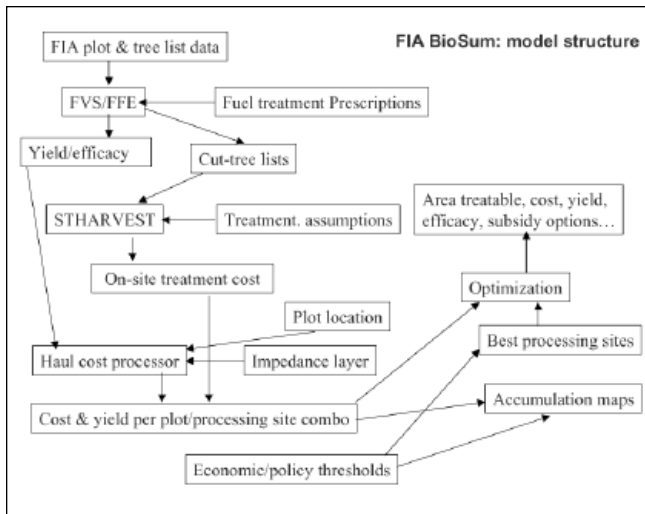 FIA BioSum: model structure
FIA plot & tree list data
FVS/FFE
Fuel treatment Prescriptions
Yield/efficacy
Cut-tree lists
STHARVEST
Treatment. assumptions
Area treatable, cost, yield,
efficacy, subsidy options…
On-site treatment cost
Optimization
Plot location
Best processing sites
Haul cost processor
Impedance layer
Accumulation maps
Cost & yield per plot/processing site combo
Economic/policy thresholds